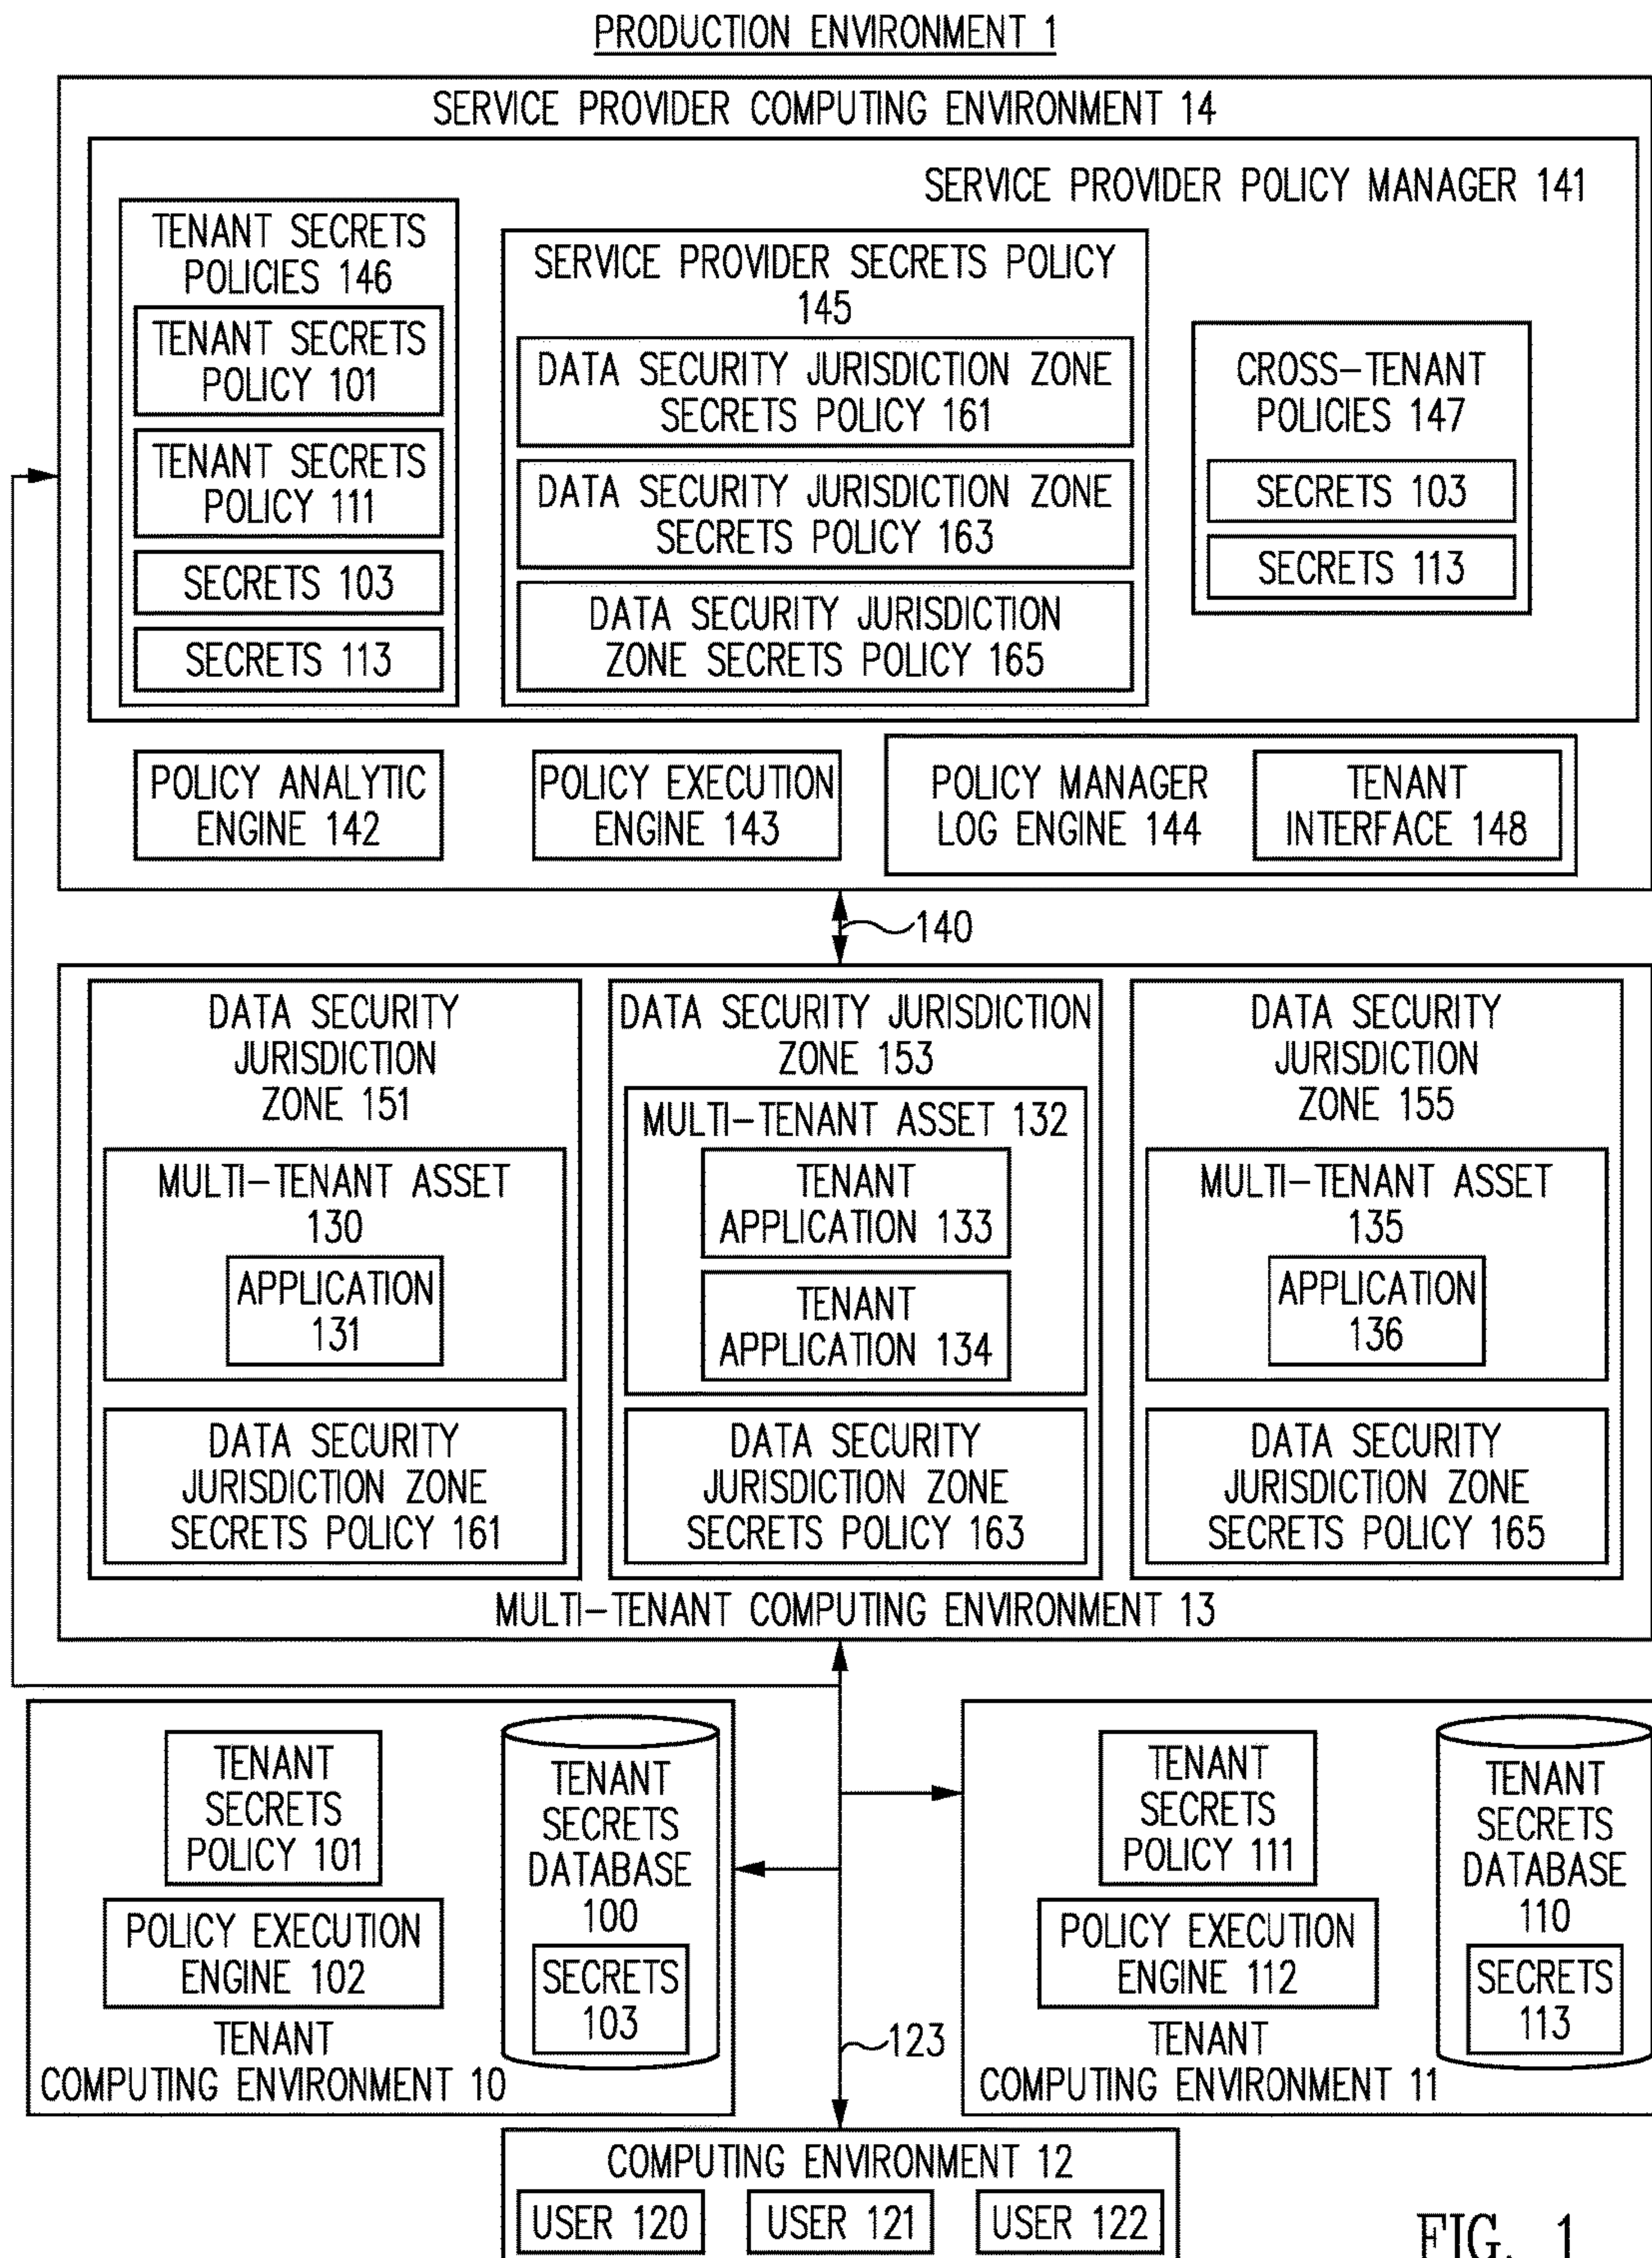 PRODUCTION ENVIRONMENT 1
SERVICE PROVIDER COMPUTING ENVIRONMENT 14
SERVICE PROVIDER POLICY MANAGER 141
TENANT SECRETS
POLICIES 146
TENANT SECRETS
POLICY 101
TENANT SECRETS
POLICY 111
SECRETS 103
SECRETS 113
SERVICE PROVIDER SECRETS POLICY
145
DATA SECURITY JURISDICTION ZONE
SECRETS POLICY 161
DATA SECURITY JURISDICTION ZONE
SECRETS POLICY 163
DATA SECURITY JURISDICTION
ZONE SECRETS POLICY 165
CROSS-TENANT
POLICIES 147
SECRETS 103
SECRETS 113
POLICY ANALYTIC
ENGINE 142
POLICY EXECUTION
ENGINE 143
POLICY MANAGER
LOG ENGINE 144
TENANT
INTERFACE 148
140
DATA SECURITY
JURISDICTION
ZONE 151
MULTI-TENANT ASSET
130
APPLICATION
131
DATA SECURITY
JURISDICTION ZONE
SECRETS POLICY 161
DATA SECURITY JURISDICTION
ZONE 153
MULTI-TENANT ASSET 132
TENANT
APPLICATION 133
TENANT
APPLICATION 134
DATA SECURITY
JURISDICTION ZONE
SECRETS POLICY 163
DATA SECURITY
JURISDICTION
ZONE 155
MULTI-TENANT ASSET
135
APPLICATION
136
DATA SECURITY
JURISDICTION ZONE
SECRETS POLICY 165
MULTI-TENANT COMPUTING ENVIRONMENT 13
TENANT
SECRETS
POLICY 101
POLICY EXECUTION
ENGINE 102
TENANT
COMPUTING ENVIRONMENT 10
TENANT
SECRETS
DATABASE
100
SECRETS
103
123
TENANT
SECRETS
POLICY 111
POLICY EXECUTION
ENGINE 112
TENANT
COMPUTING ENVIRONMENT 11
TENANT
SECRETS
DATABASE
110
SECRETS
113
COMPUTING ENVIRONMENT 12
USER 120
USER 121
USER 122
FIG. 1